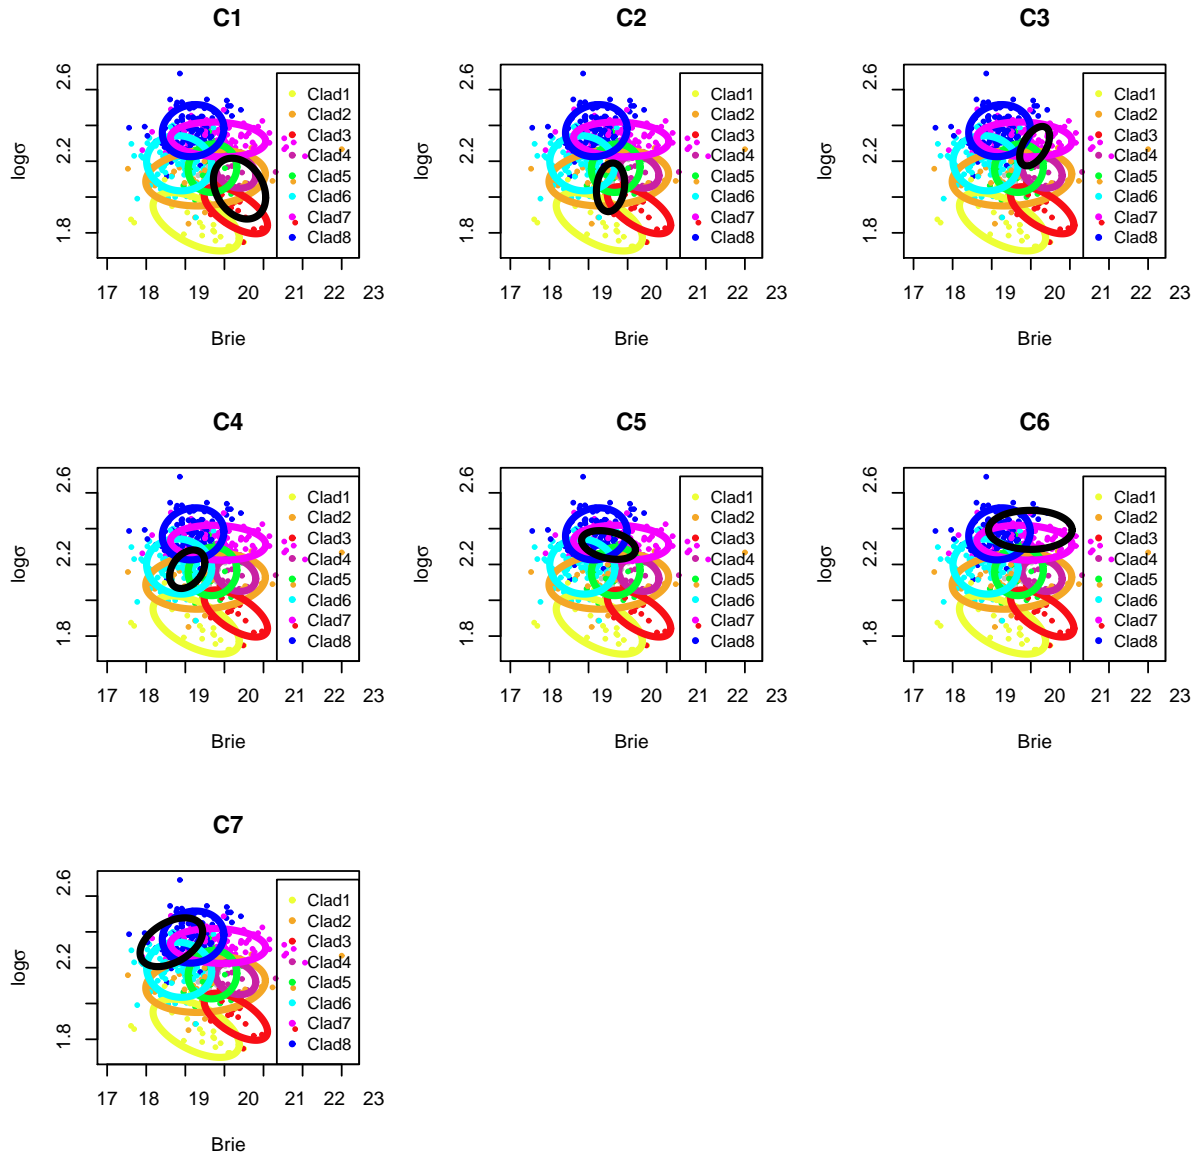 C1
2.6
2.2
1.8
logσ
Clad1
Clad2
Clad3
Clad4
Clad5
Clad6
Clad7
Clad8
17 18 19 20 21 22 23
Brie
C2
2.6
2.2
1.8
logσ
Clad1
Clad2
Clad3
Clad4
Clad5
Clad6
Clad7
Clad8
17 18 19 20 21 22 23
Brie
C3
2.6
2.2
1.8
logσ
Clad1
Clad2
Clad3
Clad4
Clad5
Clad6
Clad7
Clad8
17 18 19 20 21 22 23
Brie
C4
2.6
2.2
1.8
logσ
Clad1
Clad2
Clad3
Clad4
Clad5
Clad6
Clad7
Clad8
17 18 19 20 21 22 23
Brie
C5
2.6
2.2
1.8
logσ
Clad1
Clad2
Clad3
Clad4
Clad5
Clad6
Clad7
Clad8
17 18 19 20 21 22 23
Brie
C6
2.6
2.2
1.8
logσ
Clad1
Clad2
Clad3
Clad4
Clad5
Clad6
Clad7
Clad8
17 18 19 20 21 22 23
Brie
C7
2.6
2.2
1.8
logσ
Clad1
Clad2
Clad3
Clad4
Clad5
Clad6
Clad7
Clad8
17 18 19 20 21 22 23
Brie